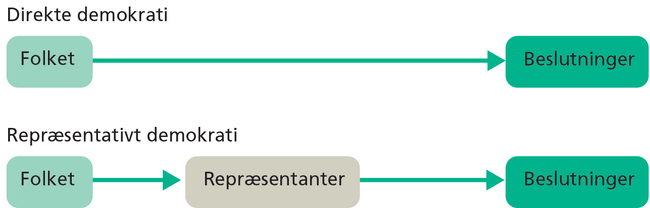 Direkte demokrati
Folket Beslutninger
Repræsentativt demokrati
Folket Repræsentanter Beslutninger